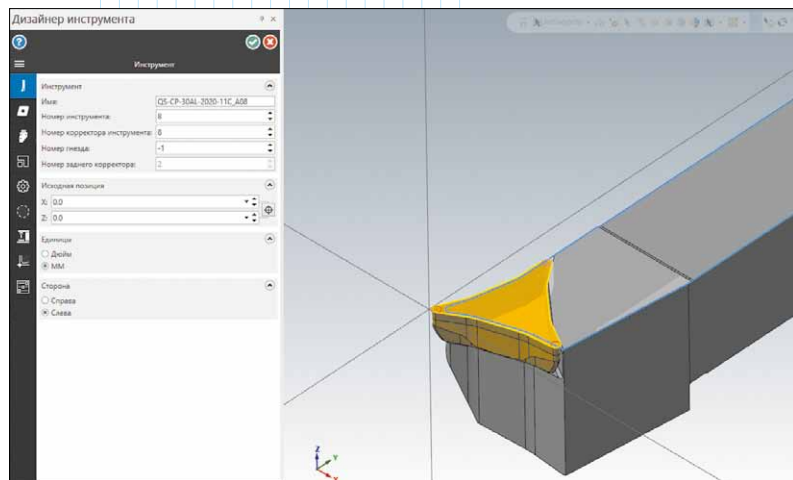 Дизайнер инструмента
Инструмент
Инструмент
Имя: QS-CP-30AL-2020-11C_A08
Номер инструмента: 8
Номер корректора инструмента: 8
Номер гнезда: -1
Номер заднего корректора: 2
Исходная позиция
X: 0.0
Z: 0.0
Единицы
Дюйм
ММ
Сторона
Справа
Слева
Z
Y
X